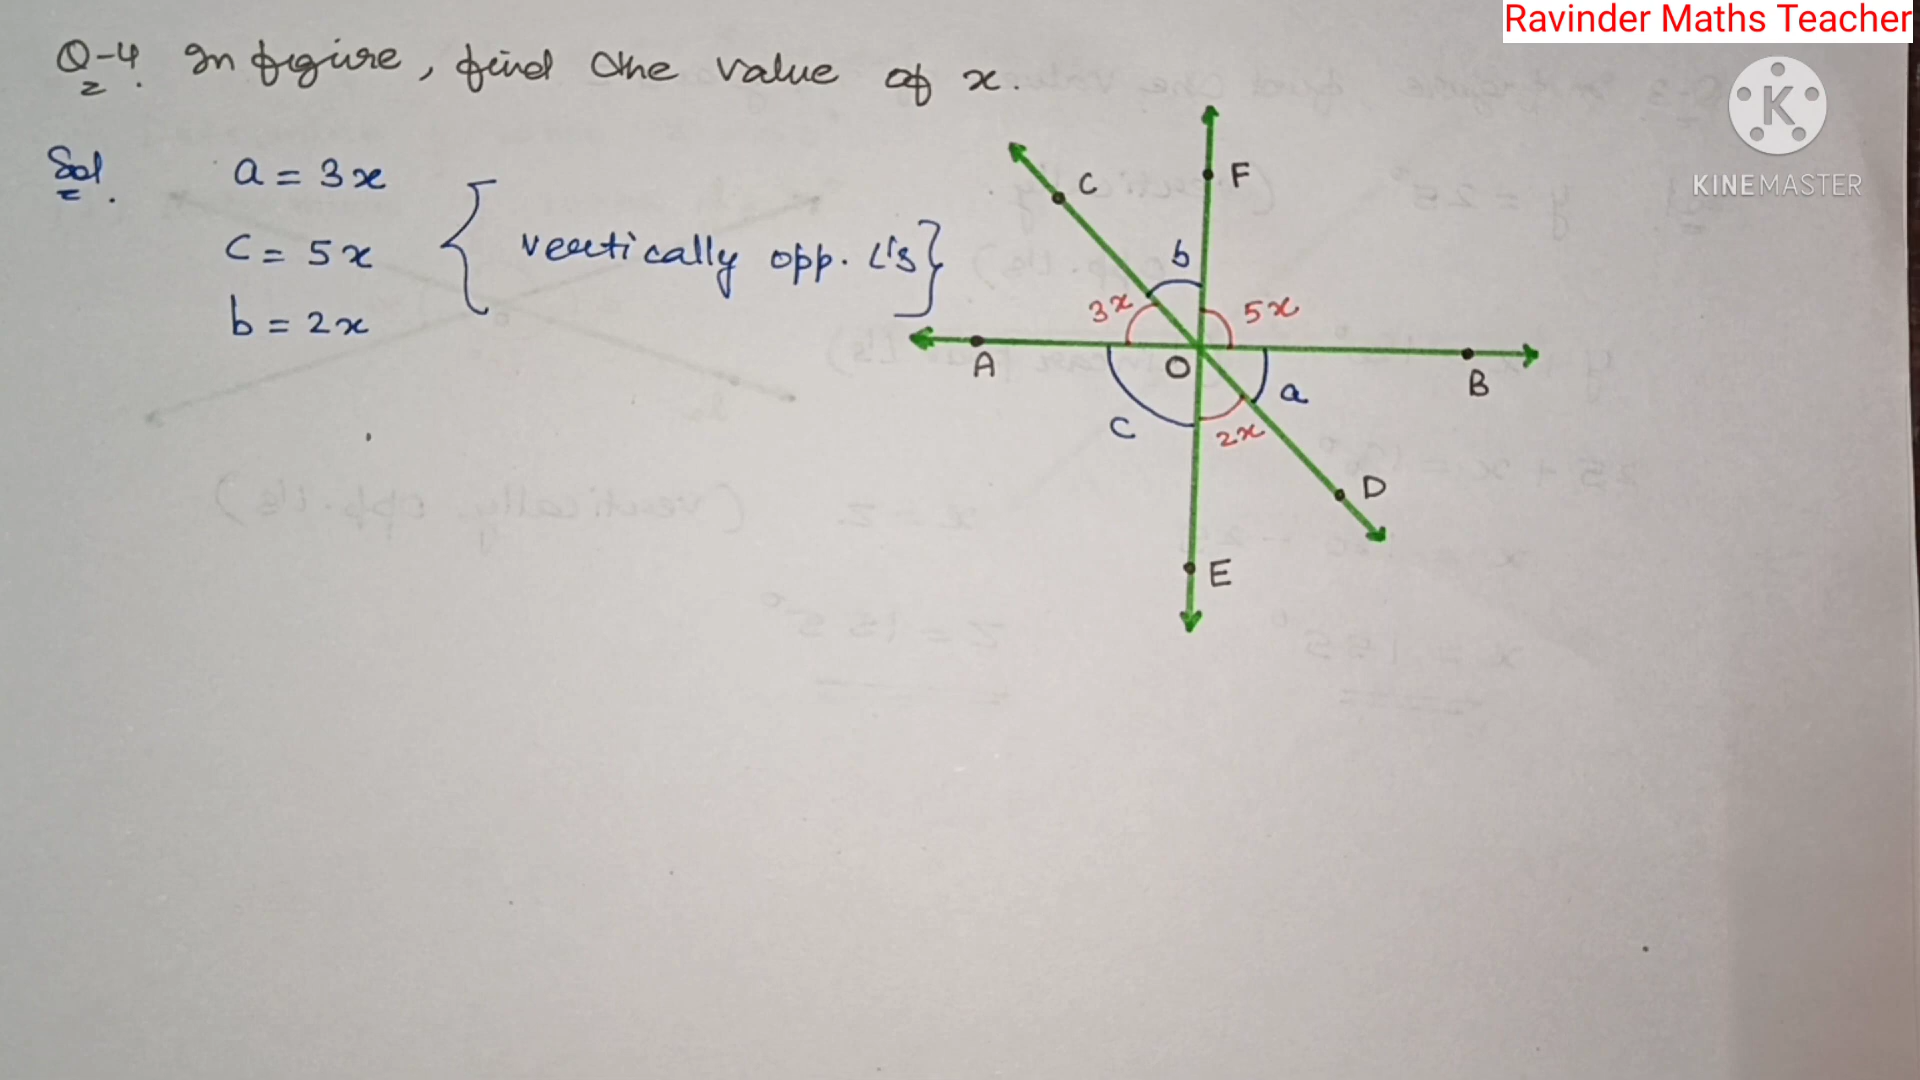 Ravinder Maths Teacher
KINEMASTER
Q-4. In figure, find the value of x.
Sol.
a = 3x
c = 5x
b = 2x
{ vertically opp. ∠'s }
C
F
b
3x
5x
A
O
B
a
C
2x
D
E